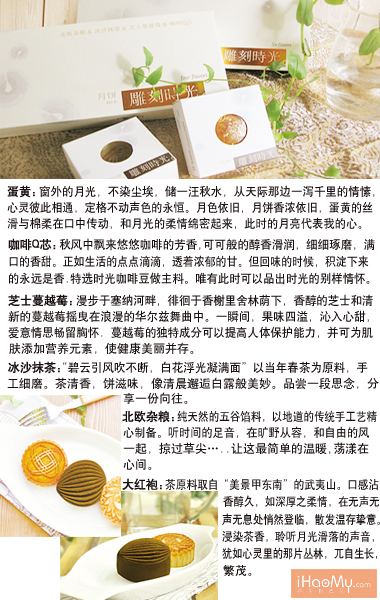 月饼
雕刻時光
雕刻時光
雕刻時光
蛋黄：窗外的月光，不染尘埃，储一汪秋水，从天际那边一泻千里的情愫，
心灵彼此相通，定格不动声色的永恒。月色依旧，月饼香浓依旧，蛋黄的丝
滑与绵柔在口中传动，和月光的柔情绵密起来，此时的月亮代表我的心。
咖啡Q芯：秋风中飘来悠悠咖啡的芳香，可可般的醇香滑润，细细琢磨，满
口的香甜。正如生活的点点滴滴，透着浓郁的甘。但回味的时候，积淀下来
的永远是香.特选时光咖啡豆做主料。唯有此时可以品出时光的别样情怀。
芝士蔓越莓：漫步于塞纳河畔，徘徊于香榭里舍林荫下，香醇的芝士和清
新的蔓越莓摇曳在浪漫的华尔兹舞曲中。一瞬间，果味四溢，沁入心甜，
爱意情思畅留胸怀．蔓越莓的独特成分可以提高人体保护能力，并可为肌
肤添加营养元素，使健康美丽并存。
冰沙抹茶：“碧云引风吹不断，白花浮光凝满面”以当年春茶为原料，手
工细磨。茶清香，饼滋味，像清晨邂逅白露般美妙。品尝一段思念，分
享一份向往。
北欧杂粮：纯天然的五谷馅料，以地道的传统手工艺精
心制备。听时间的足音，在旷野从容，和自由的风
一起，掠过草尖…..让这最简单的温暖,荡漾在
心间。
大红袍：茶原料取自“美景甲东南”的武夷山。口感沾
香醇久，如深厚之柔情，在无声无
声无息处悄然登临，散发温存挚意。
浸染茶香，聆听月光滑落的声音，
犹如心灵里的那片丛林，兀自生长，
繁茂。
iHaoMy.com